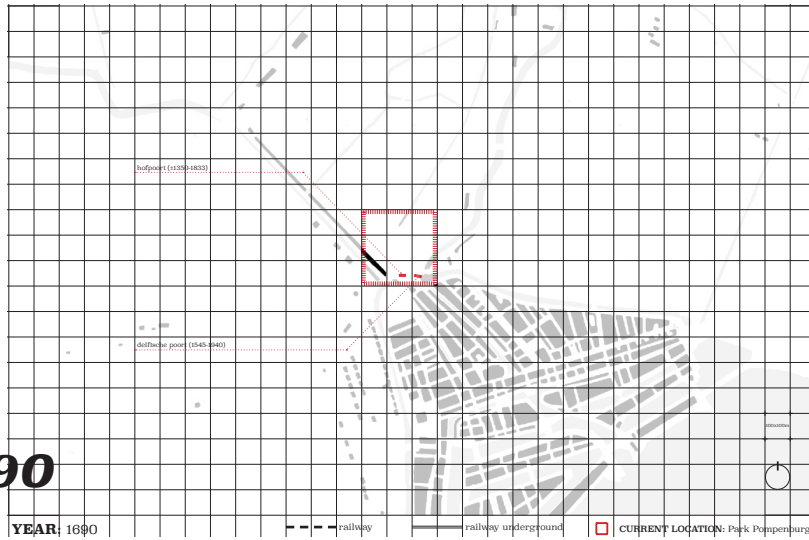 hofpoort (±1350-1833)
delftsche poort (1545-1940)
90
YEAR: 1690
railway
railway underground
CURRENT LOCATION: Park Pompenburg